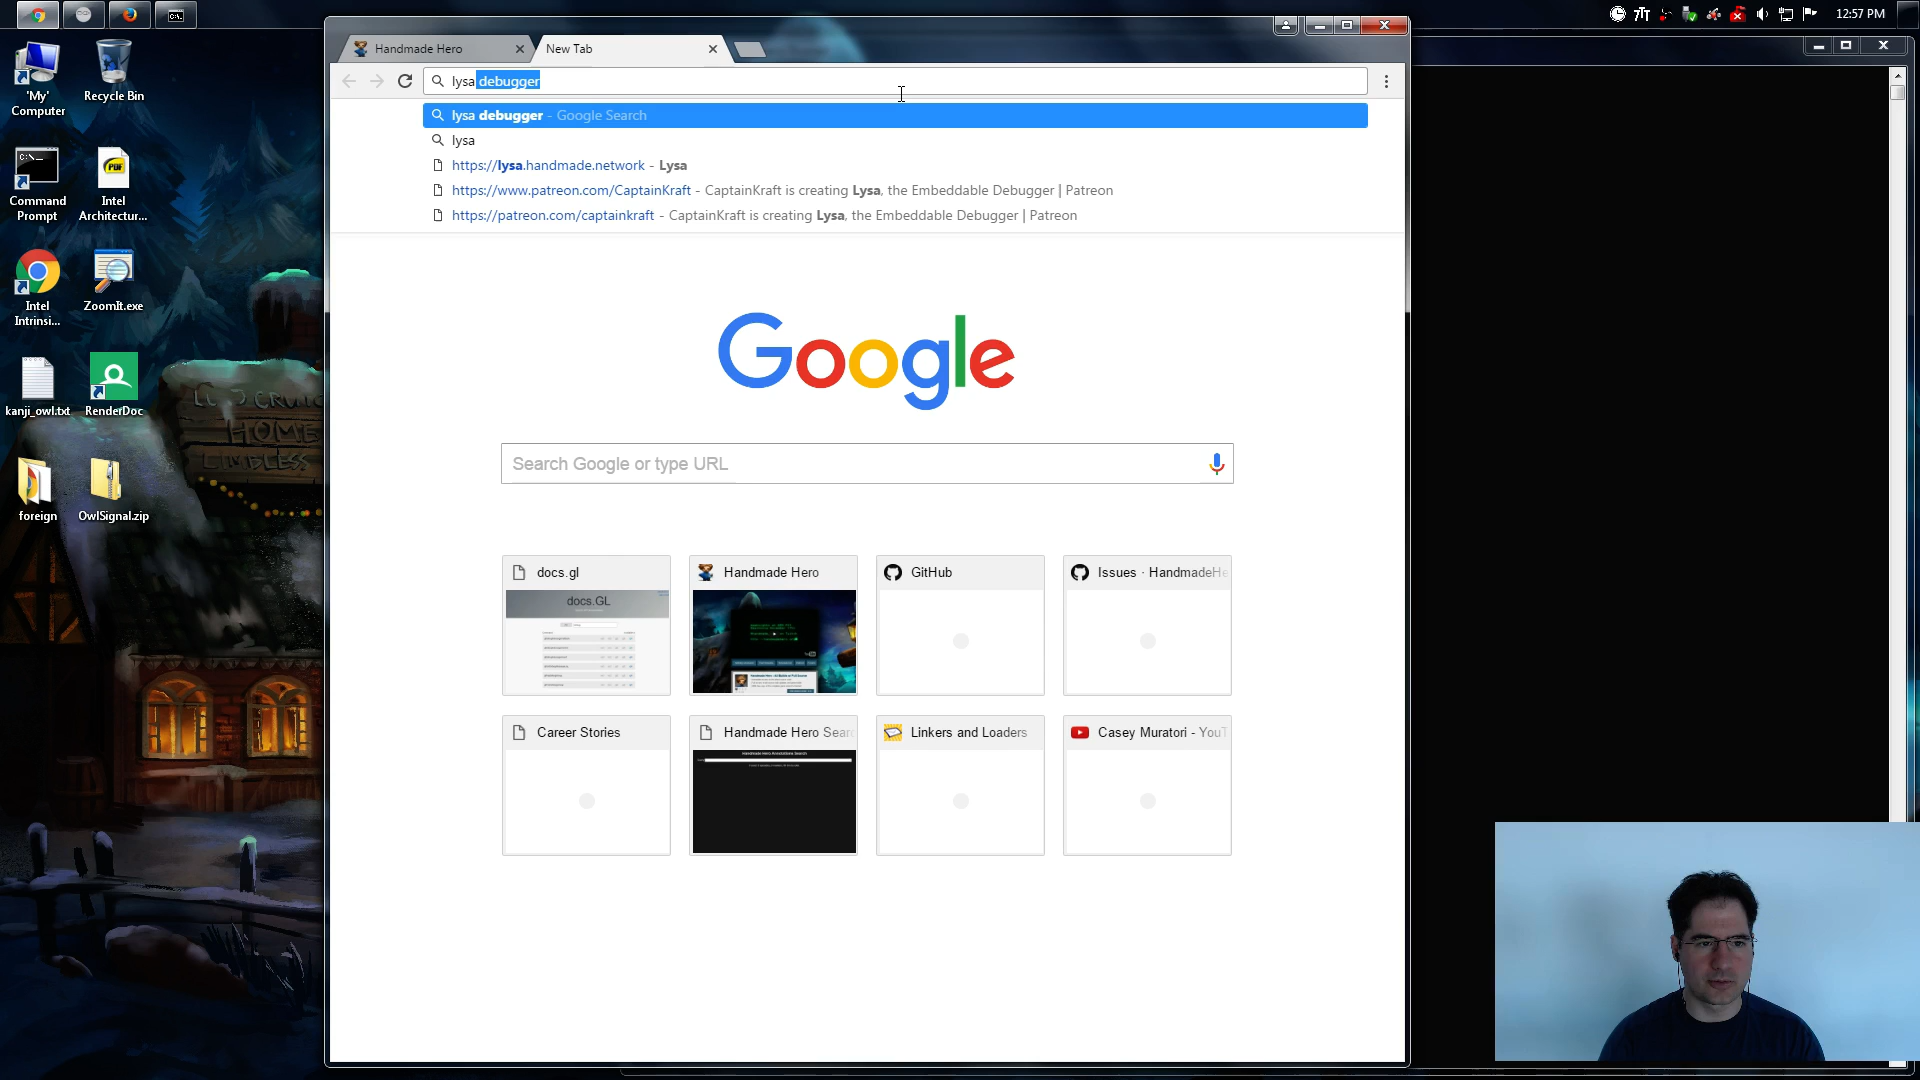 12:57 PM
Handmade Hero
New Tab
lysa debugger
lysa debugger - Google Search
lysa
https://lysa.handmade.network - Lysa
https://www.patreon.com/CaptainKraft - CaptainKraft is creating Lysa, the Embeddable Debugger | Patreon
https://patreon.com/captainkraft - CaptainKraft is creating Lysa, the Embeddable Debugger | Patreon
'My' Computer
Recycle Bin
Command Prompt
Intel Architectur...
Intel Intrinsi...
ZoomIt.exe
kanji_owl.txt
RenderDoc
foreign
OwlSignal.zip
HOME
LIMBLESS
Google
Search Google or type URL
docs.gl
docs.GL
Handmade Hero
GitHub
Issues · HandmadeHe
Career Stories
Handmade Hero Sear
Linkers and Loaders
Casey Muratori - YouT